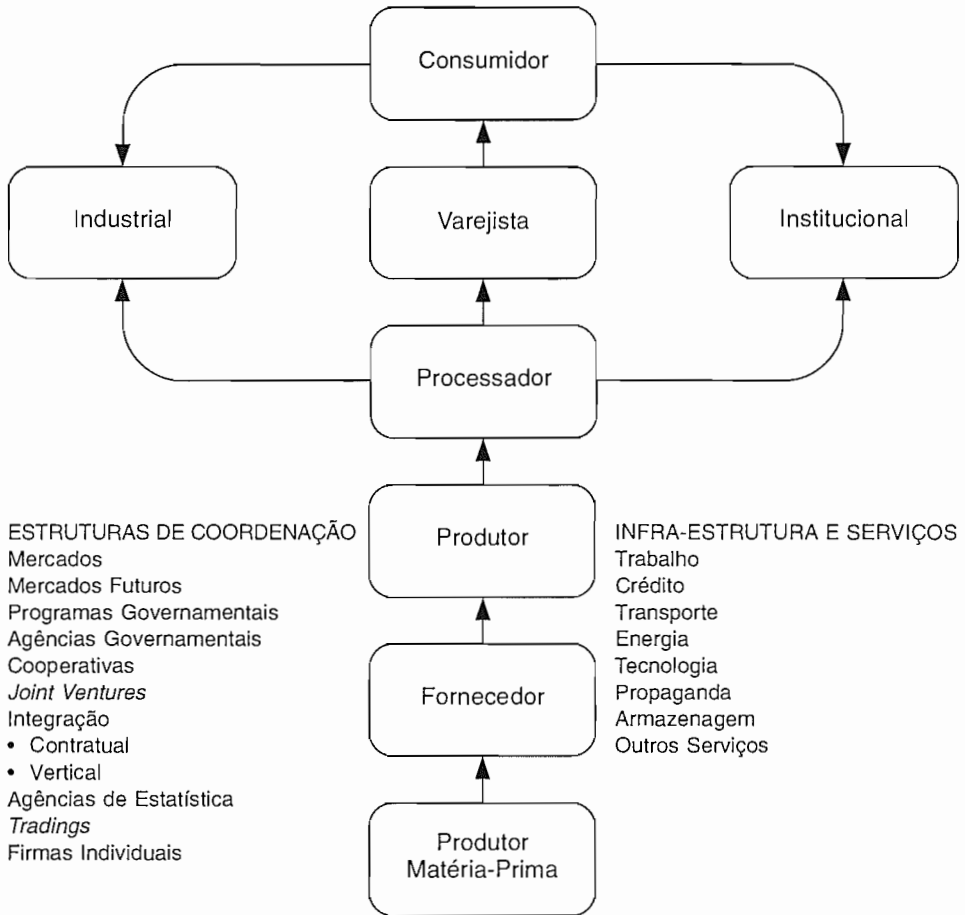 Consumidor
Industrial
Varejista
Institucional
Processador
Produtor
ESTRUTURAS DE COORDENAÇÃO
Mercados
Mercados Futuros
Programas Governamentais
Agências Governamentais
Cooperativas
Joint Ventures
Integração
• Contratual
• Vertical
Agências de Estatística
Tradings
Firmas Individuais
INFRA-ESTRUTURA E SERVIÇOS
Trabalho
Crédito
Transporte
Energia
Tecnologia
Propaganda
Armazenagem
Outros Serviços
Fornecedor
Produtor
Matéria-Prima